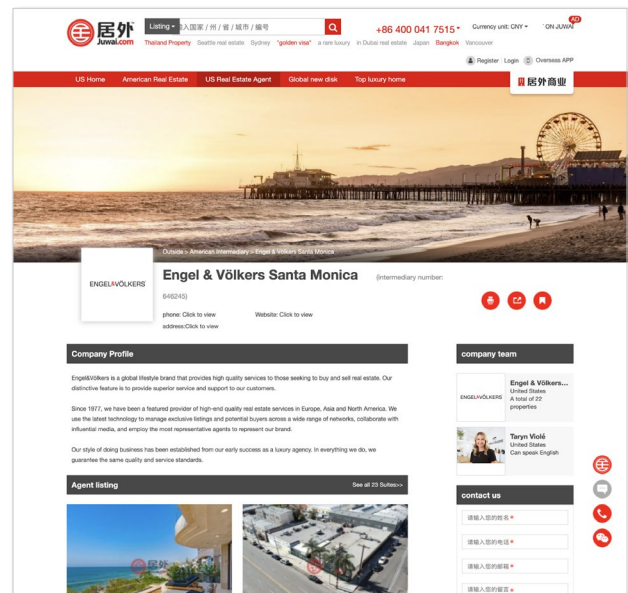 居外
Juwai.com
Listing
入国家 / 州 / 省 / 城市 / 编号
+86 400 041 7515
Currency unit: CNY
ON JUWAI
AD
Thailand Property Seattle real estate Sydney "golden visa" a rare luxury in Dubai real estate Japan Bangkok Vancouver
Register Login Overseas APP
US Home American Real Estate US Real Estate Agent Global new disk Top luxury home
居外商业
Outside > American Intermediary > Engel & Völkers Santa Monica
ENGEL&VÖLKERS
Engel & Völkers Santa Monica (intermediary number:
646245)
phone: Click to view Website: Click to view
address:Click to view
Company Profile
Engel&Völkers is a global lifestyle brand that provides high quality services to those seeking to buy and sell real estate. Our
distinctive feature is to provide superior service and support to our customers.
Since 1977, we have been a featured provider of high-end quality real estate services in Europe, Asia and North America. We
use the latest technology to manage exclusive listings and potential buyers across a wide range of networks, collaborate with
influential media, and employ the most representative agents to represent our brand.
Our style of doing business has been established from our early success as a luxury agency. In everything we do, we
guarantee the same quality and service standards.
Agent listing See all 23 Suites>>
居外
company team
ENGEL&VÖLKERS
Engel & Völkers...
United States
A total of 22
properties
Taryn Violé
United States
Can speak English
contact us
请输入您的姓名 *
请输入您的电话 *
请输入您的邮箱 *
请输入您的留言 *